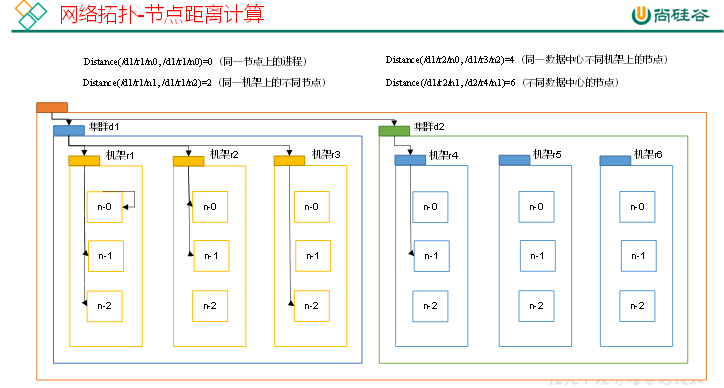 网络拓扑-节点距离计算
尚硅谷
Distance(/d1/r1/n0, /d1/r1/n0)=0（同一节点上的进程）
Distance(/d1/r2/n0, /d1/r3/n2)=4（同一数据中心不同机架上的节点）
Distance(/d1/r1/n1, /d1/r1/n2)=2（同一机架上的不同节点）
Distance(/d1/r2/n1, /d2/r4/n1)=6（不同数据中心的节点）
集群d1
集群d2
机架r1
机架r2
机架r3
机架r4
机架r5
机架r6
n-0
n-0
n-0
n-0
n-0
n-0
n-1
n-1
n-1
n-1
n-1
n-1
n-2
n-2
n-2
n-2
n-2
n-2